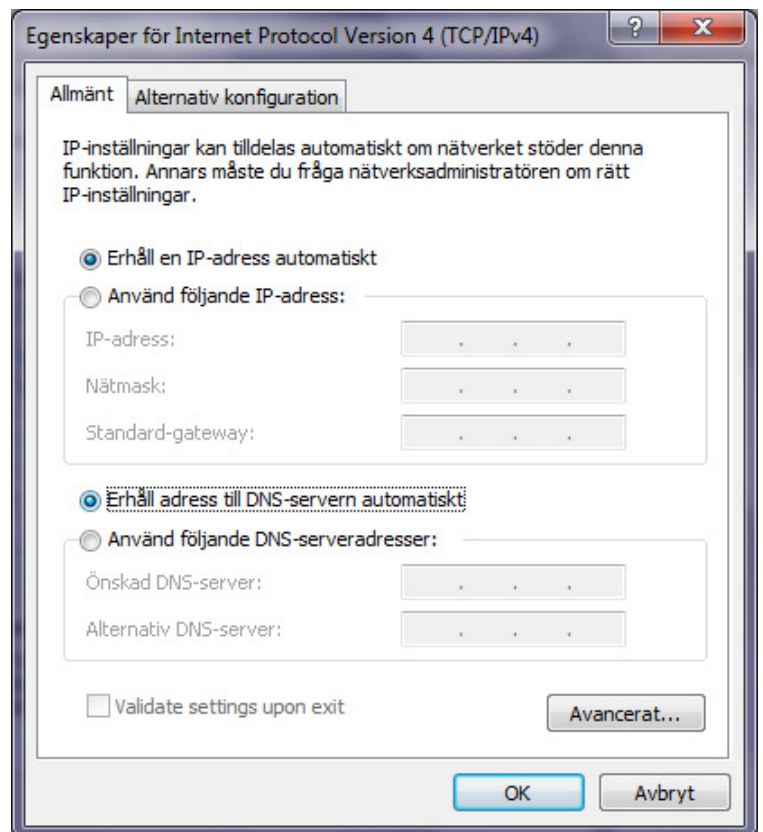 Egenskaper för Internet Protocol Version 4 (TCP/IPv4)
?
X
Allmänt
Alternativ konfiguration
IP-inställningar kan tilldelas automatiskt om nätverket stöder denna
funktion. Annars måste du fråga nätverksadministratören om rätt
IP-inställningar.
Erhåll en IP-adress automatiskt
Använd följande IP-adress:
IP-adress: . . .
Nätmask: . . .
Standard-gateway: . . .
Erhåll adress till DNS-servern automatiskt
Använd följande DNS-serveradresser:
Önskad DNS-server: . . .
Alternativ DNS-server: . . .
Validate settings upon exit
Avancerat...
OK
Avbryt